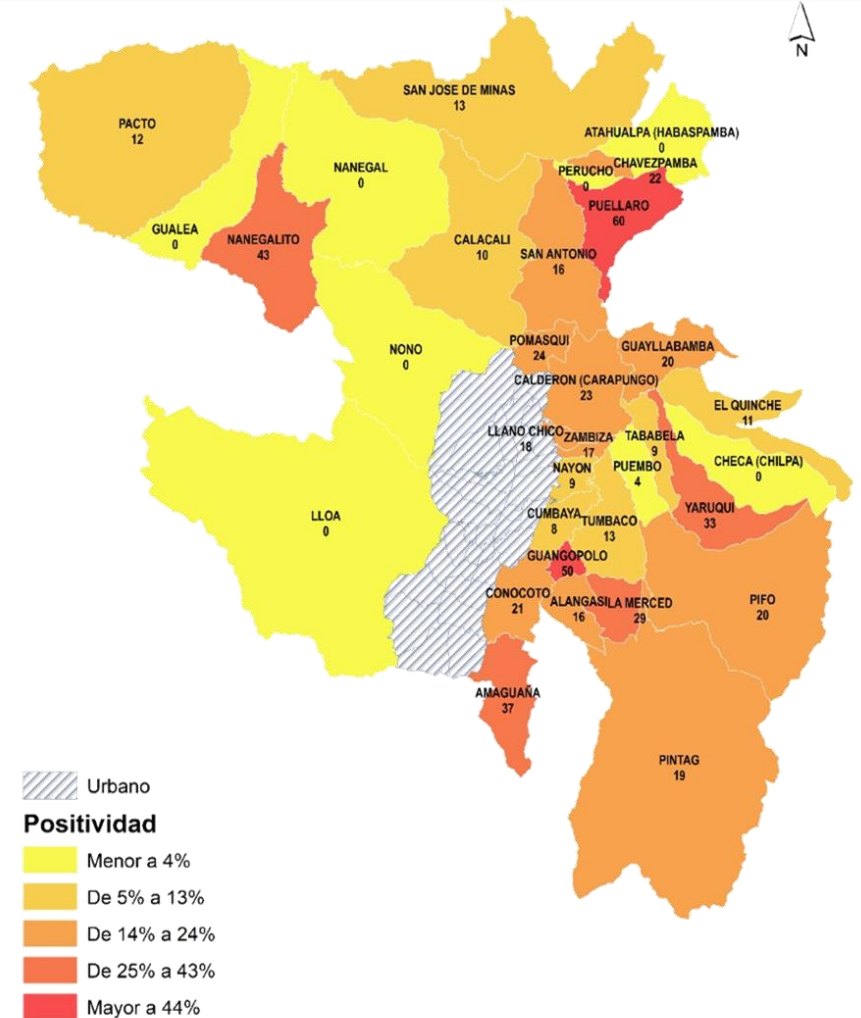 N
SAN JOSE DE MINAS
13
PACTO
12
ATAHUALPA (HABASPAMBA)
0
NANEGAL
0
PERUCHO
0
CHAVEZPAMBA
22
PUELLARO
60
GUALEA
0
NANEGALITO
43
CALACALI
10
SAN ANTONIO
16
NONO
0
POMASQUI
24
GUAYLLABAMBA
20
CALDERON (CARAPUNGO)
23
EL QUINCHE
11
LLANO CHICO
18
ZAMBIZA
17
TABABELA
9
NAYON
9
PUEMBO
4
CHECA (CHILPA)
0
LLOA
0
CUMBAYA
8
TUMBACO
13
YARUQUI
33
GUANGOPOLO
50
CONOCOTO
21
ALANGASI
16
LA MERCED
29
PIFO
20
AMAGUAÑA
37
PINTAG
19
Urbano
Positividad
Menor a 4%
De 5% a 13%
De 14% a 24%
De 25% a 43%
Mayor a 44%